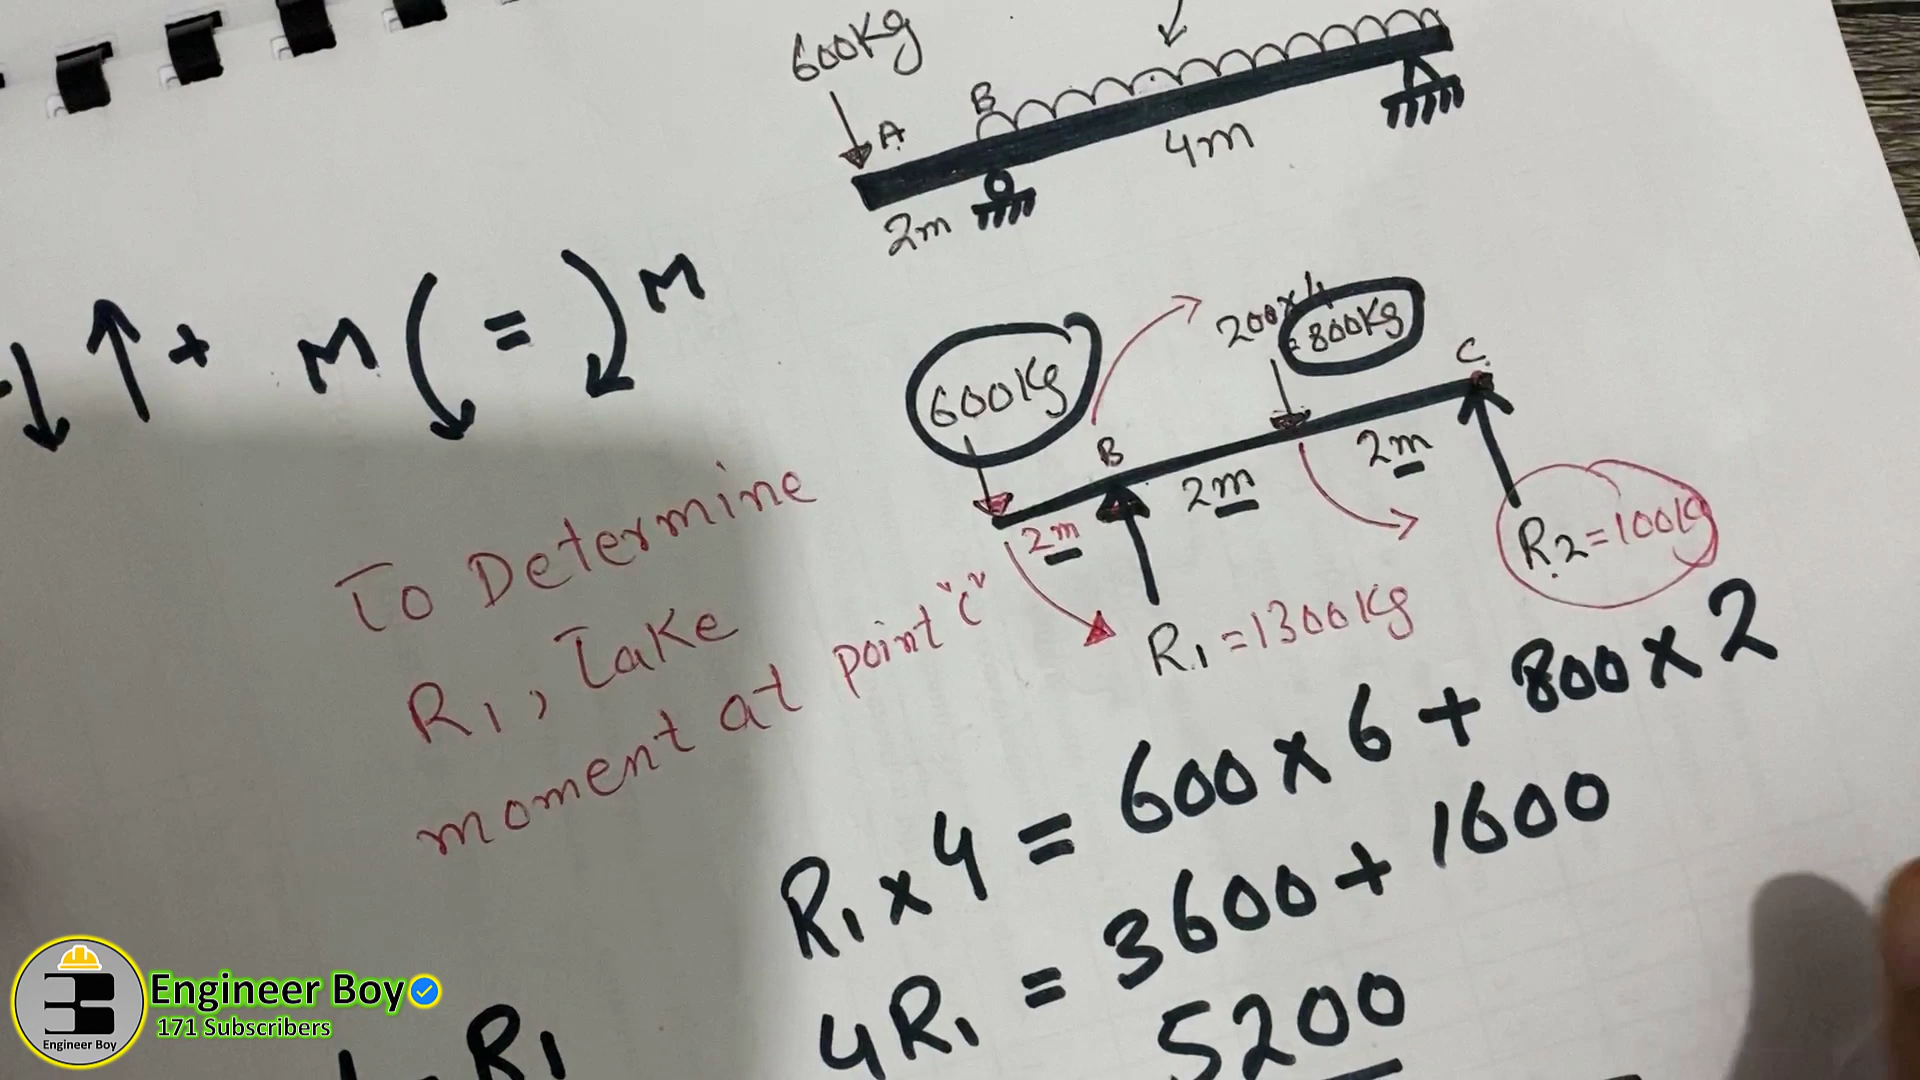 600Kg
A
B
2m
4m
+ M = M
600Kg
200x4
=800Kg
B
C
2m
2m
2m
R1 =1300Kg
R2=100Kg
To Determine
R1, Take
moment at point "C"
R1 x 4 = 600 x 6 + 800 x 2
4R1 = 3600 + 1600
5200
R1
Engineer Boy
171 Subscribers
Engineer Boy